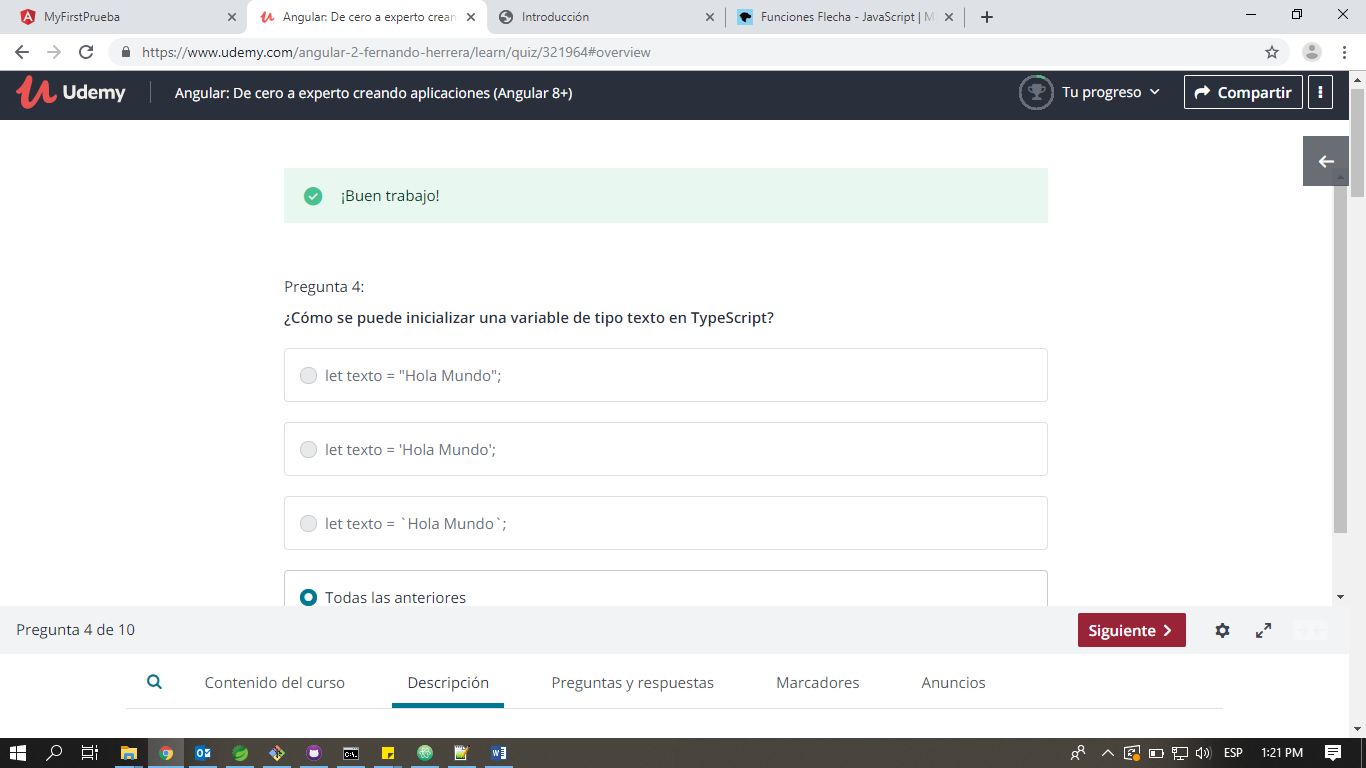 MyFirstPrueba
Angular: De cero a experto crean
Introducción
Funciones Flecha - JavaScript | M
https://www.udemy.com/angular-2-fernando-herrera/learn/quiz/321964#overview
Udemy
Angular: De cero a experto creando aplicaciones (Angular 8+)
Tu progreso
Compartir
¡Buen trabajo!
Pregunta 4:
¿Cómo se puede inicializar una variable de tipo texto en TypeScript?
let texto = "Hola Mundo";
let texto = 'Hola Mundo';
let texto = `Hola Mundo`;
Todas las anteriores
Pregunta 4 de 10
Siguiente
Contenido del curso
Descripción
Preguntas y respuestas
Marcadores
Anuncios
ESP
1:21 PM